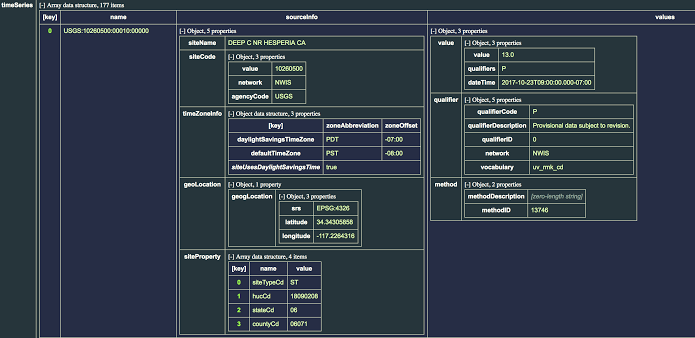 timeSeries
[-] Array data structure, 177 items
[key] name sourceInfo values
0 USGS:10260500:00010:00000
[-] Object, 5 properties
siteName DEEP C NR HESPERIA CA
siteCode
[-] Object, 3 properties
value 10260500
network NWIS
agencyCode USGS
timeZoneInfo
[-] Object data structure, 3 properties
[key] zoneAbbreviation zoneOffset
daylightSavingsTimeZone PDT -07:00
defaultTimeZone PST -08:00
siteUsesDaylightSavingsTime true
geoLocation
[-] Object, 1 property
geogLocation
[-] Object, 3 properties
srs EPSG:4326
latitude 34.34305858
longitude -117.2264316
siteProperty
[-] Array data structure, 4 items
[key] name value
0 siteTypeCd ST
1 hucCd 18090208
2 stateCd 06
3 countyCd 06071
[-] Object, 3 properties
value
[-] Object, 3 properties
value 13.0
qualifiers P
dateTime 2017-10-23T09:00:00.000-07:00
qualifier
[-] Object, 5 properties
qualifierCode P
qualifierDescription Provisional data subject to revision.
qualifierID 0
network NWIS
vocabulary uv_rmk_cd
method
[-] Object, 2 properties
methodDescription [zero-length string]
methodID 13746